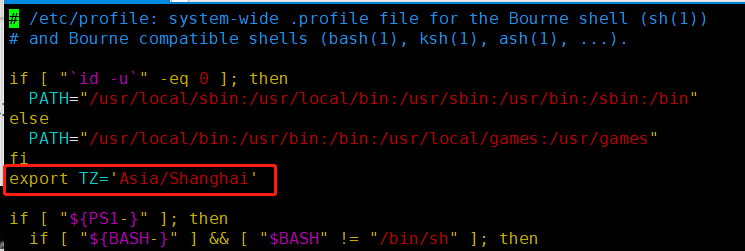 # /etc/profile: system-wide .profile file for the Bourne shell (sh(1))
# and Bourne compatible shells (bash(1), ksh(1), ash(1), ...).
if [ "`id -u`" -eq 0 ]; then
  PATH="/usr/local/sbin:/usr/local/bin:/usr/sbin:/usr/bin:/sbin:/bin"
else
  PATH="/usr/local/bin:/usr/bin:/bin:/usr/local/games:/usr/games"
fi
export TZ='Asia/Shanghai'
if [ "${PS1-}" ]; then
  if [ "${BASH-}" ] && [ "$BASH" != "/bin/sh" ]; then